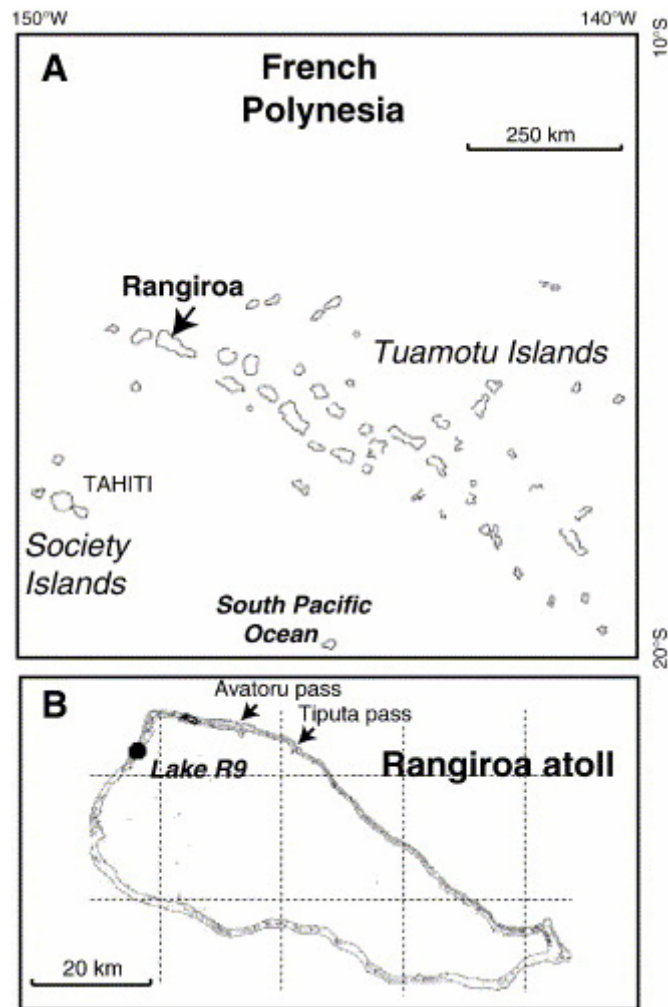 150°W
140°W
10°S
A
French
Polynesia
250 km
Rangiroa
Tuamotu Islands
TAHITI
Society
Islands
South Pacific
Ocean
20°S
B
Avatoru pass
Tiputa pass
Lake R9
Rangiroa atoll
20 km